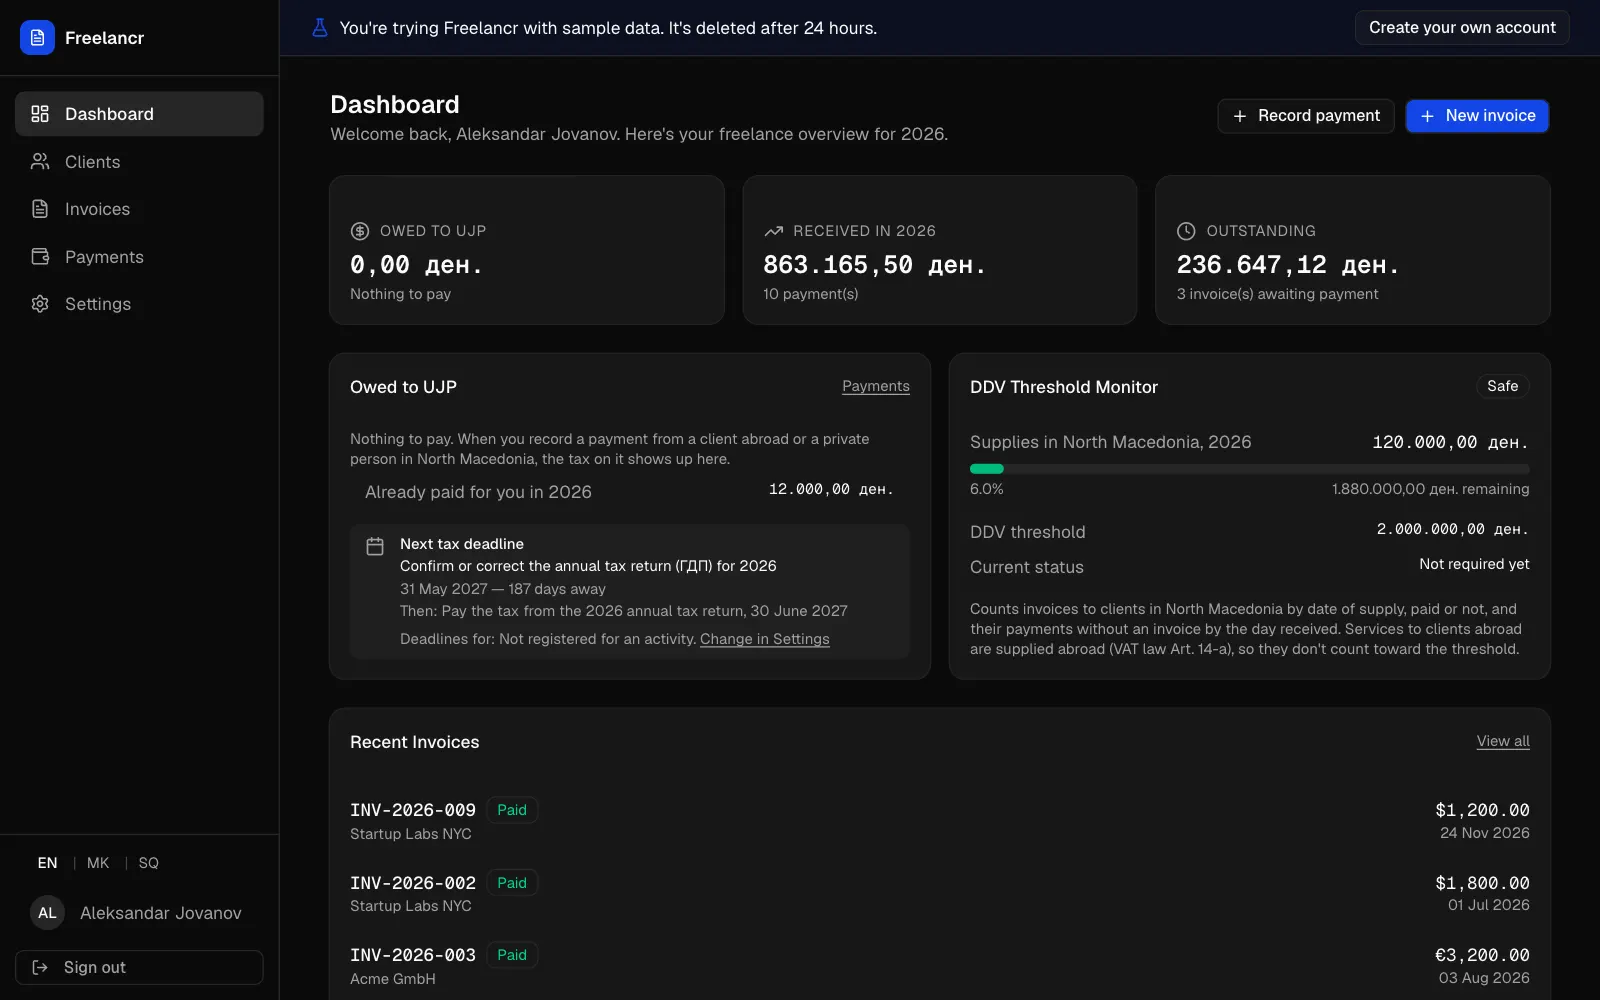 Freelancr
Dashboard
Clients
Invoices
Payments
Settings
EN | MK | SQ
AL Aleksandar Jovanov
Sign out
You're trying Freelancr with sample data. It's deleted after 24 hours.
Create your own account
Dashboard
Welcome back, Aleksandar Jovanov. Here's your freelance overview for 2026.
+ Record payment
+ New invoice
OWED TO UJP
0,00 ден.
Nothing to pay
RECEIVED IN 2026
863.165,50 ден.
10 payment(s)
OUTSTANDING
236.647,12 ден.
3 invoice(s) awaiting payment
Owed to UJP
Payments
Nothing to pay. When you record a payment from a client abroad or a private
person in North Macedonia, the tax on it shows up here.
Already paid for you in 2026 12.000,00 ден.
Next tax deadline
Confirm or correct the annual tax return (ГДП) for 2026
31 May 2027 — 187 days away
Then: Pay the tax from the 2026 annual tax return, 30 June 2027
Deadlines for: Not registered for an activity. Change in Settings
DDV Threshold Monitor
Safe
Supplies in North Macedonia, 2026 120.000,00 ден.
6.0% 1.880.000,00 ден. remaining
DDV threshold 2.000.000,00 ден.
Current status Not required yet
Counts invoices to clients in North Macedonia by date of supply, paid or not, and
their payments without an invoice by the day received. Services to clients abroad
are supplied abroad (VAT law Art. 14-a), so they don't count toward the threshold.
Recent Invoices
View all
INV-2026-009 Paid $1,200.00
Startup Labs NYC 24 Nov 2026
INV-2026-002 Paid $1,800.00
Startup Labs NYC 01 Jul 2026
INV-2026-003 Paid €3,200.00
Acme GmbH 03 Aug 2026